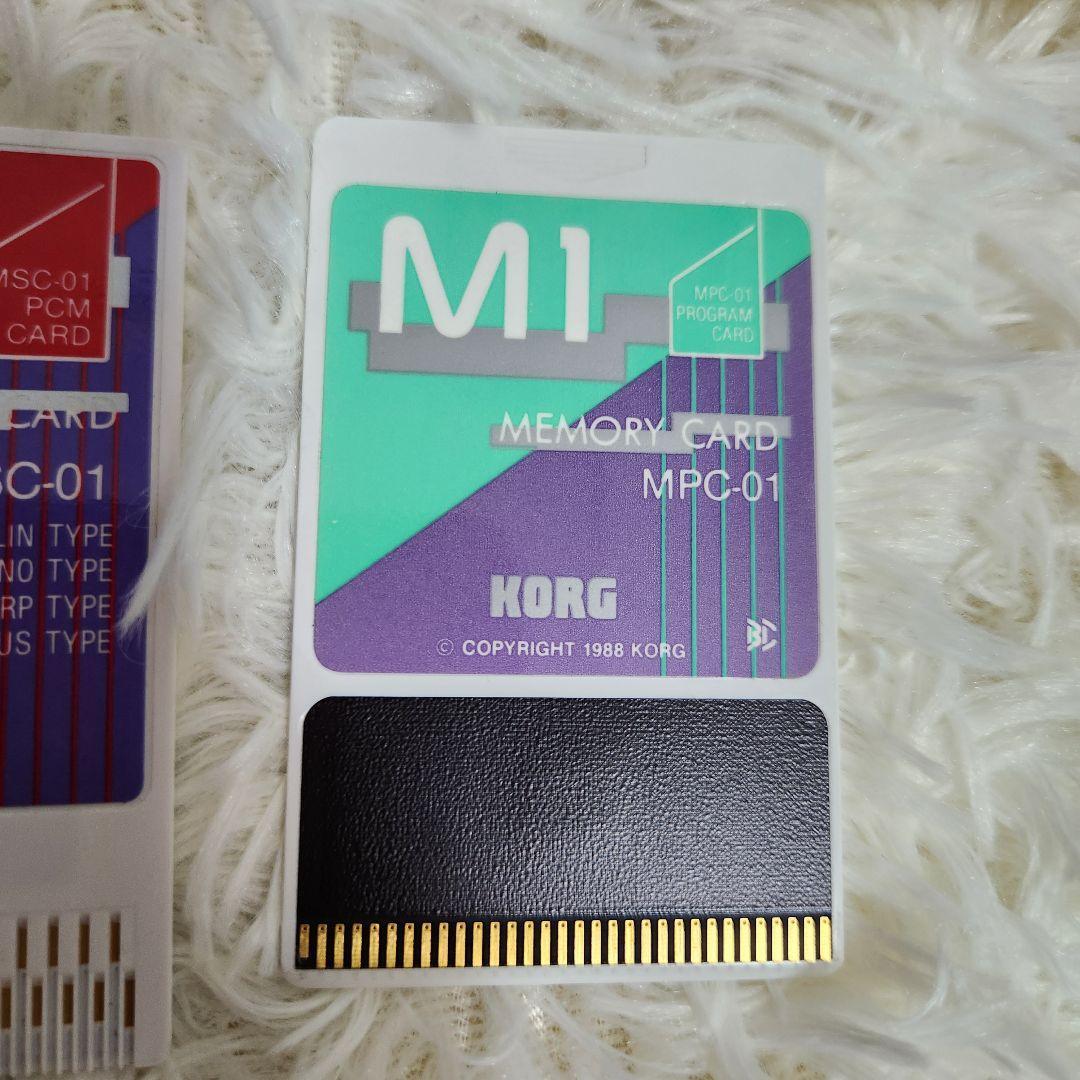 MSC-01
PCM
CARD
CARD
SC-01
LIN TYPE
NO TYPE
RP TYPE
US TYPE
M1
MPC-01
PROGRAM
CARD
MEMORY CARD
MPC-01
KORG
© COPYRIGHT 1988 KORG